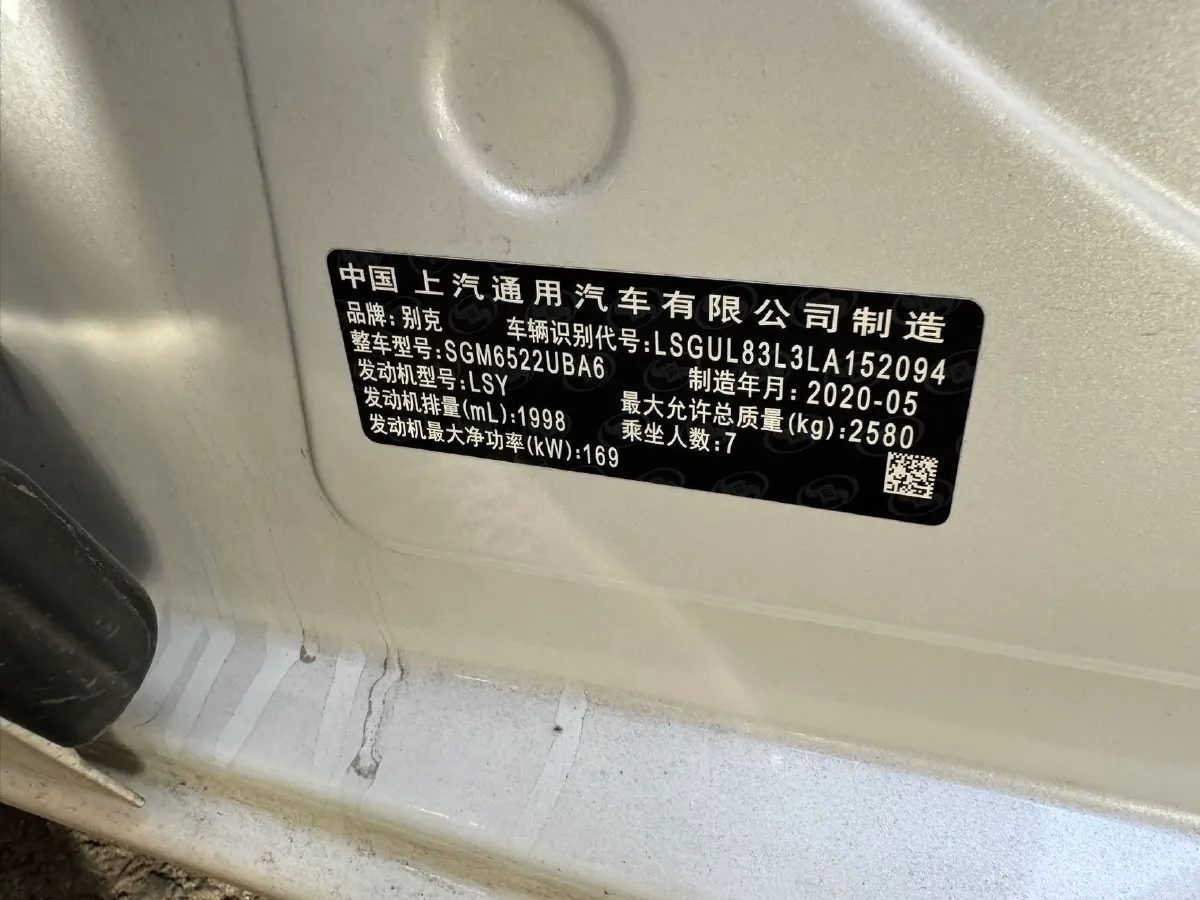 中国 上汽通用汽车有限公司制造
品牌:别克 车辆识别代号:LSGUL83L3LA152094
整车型号:SGM6522UBA6 制造年月:2020-05
发动机型号:LSY 最大允许总质量(kg):2580
发动机排量(mL):1998 乘坐人数:7
发动机最大净功率(kW):169